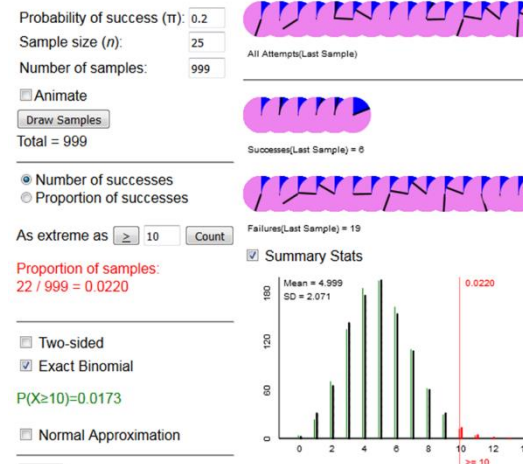 Probability of success (π): 0.2
Sample size (n): 25
Number of samples: 999
Animate
Draw Samples
Total = 999
Number of successes
Proportion of successes
As extreme as ≥ 10 Count
Proportion of samples:
22 / 999 = 0.0220
Two-sided
Exact Binomial
P(X≥10)=0.0173
Normal Approximation
All Attempts(Last Sample)
Successes(Last Sample) = 6
Failures(Last Sample) = 19
Summary Stats
Mean = 4.999
SD = 2.071
0.0220
180
120
60
0
0 2 4 6 8 10 12
>= 10